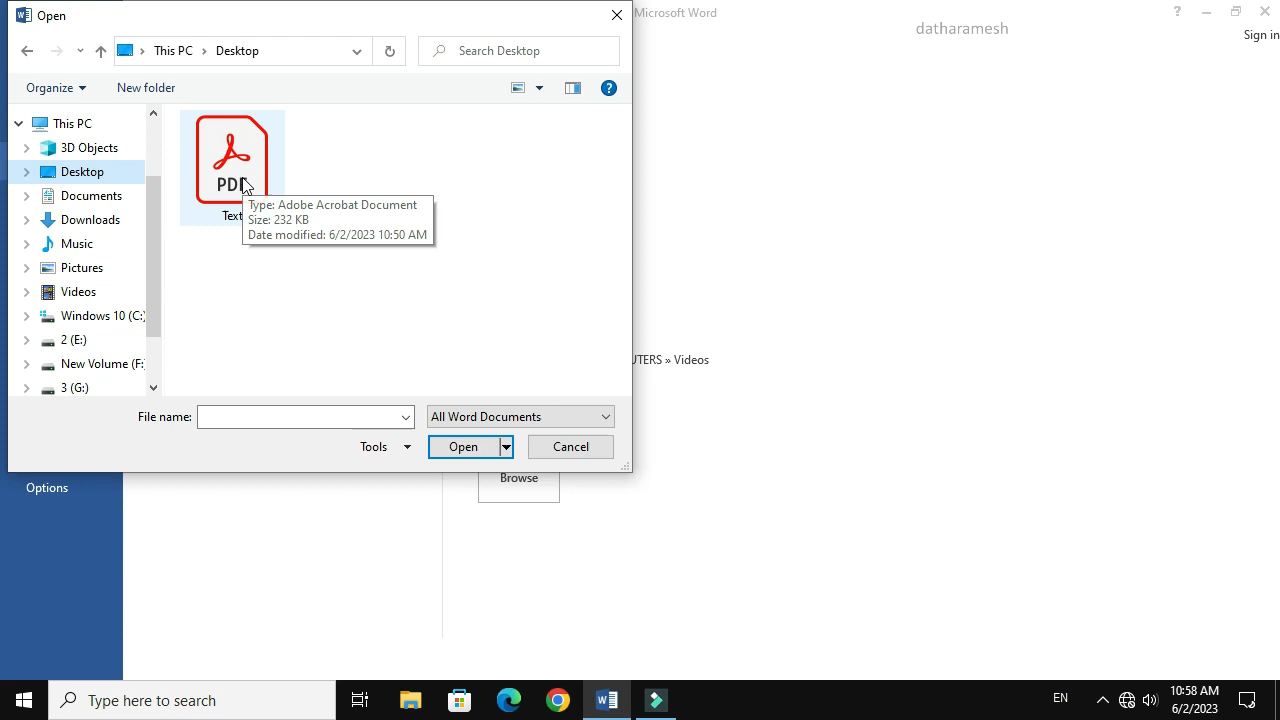 Open
Microsoft Word
?
datharamesh
Sign in
This PC
Desktop
Search Desktop
Organize
New folder
?
This PC
3D Objects
Desktop
Documents
Downloads
Music
Pictures
Videos
Windows 10 (C:)
2 (E:)
New Volume (F:
3 (G:)
PDF
Text
Type: Adobe Acrobat Document
Size: 232 KB
Date modified: 6/2/2023 10:50 AM
UTERS » Videos
File name:
All Word Documents
Tools
Open
Cancel
Browse
Options
Type here to search
EN
10:58 AM
6/2/2023